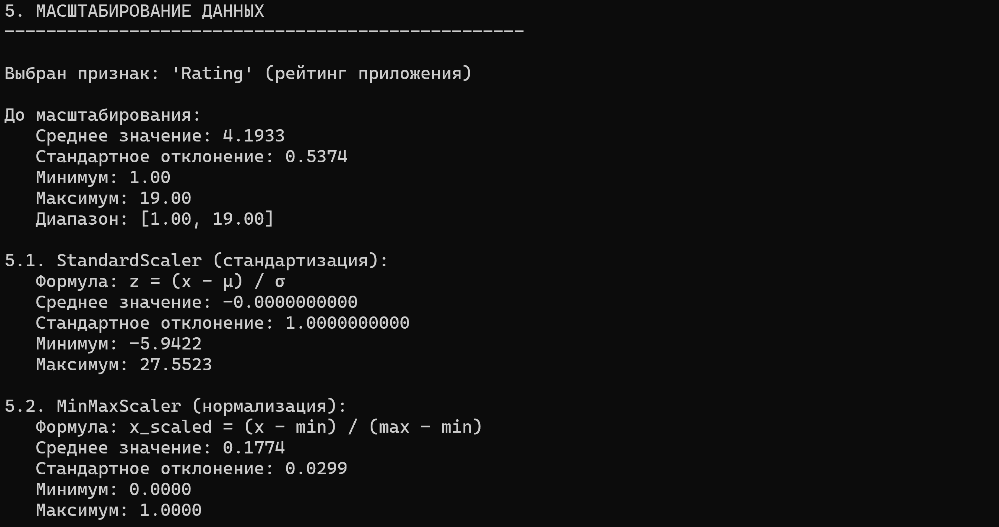 5. МАСШТАБИРОВАНИЕ ДАННЫХ
--------------------------------------------------
Выбран признак: 'Rating' (рейтинг приложения)
До масштабирования:
Среднее значение: 4.1933
Стандартное отклонение: 0.5374
Минимум: 1.00
Максимум: 19.00
Диапазон: [1.00, 19.00]
5.1. StandardScaler (стандартизация):
Формула: z = (x - μ) / σ
Среднее значение: -0.0000000000
Стандартное отклонение: 1.0000000000
Минимум: -5.9422
Максимум: 27.5523
5.2. MinMaxScaler (нормализация):
Формула: x_scaled = (x - min) / (max - min)
Среднее значение: 0.1774
Стандартное отклонение: 0.0299
Минимум: 0.0000
Максимум: 1.0000